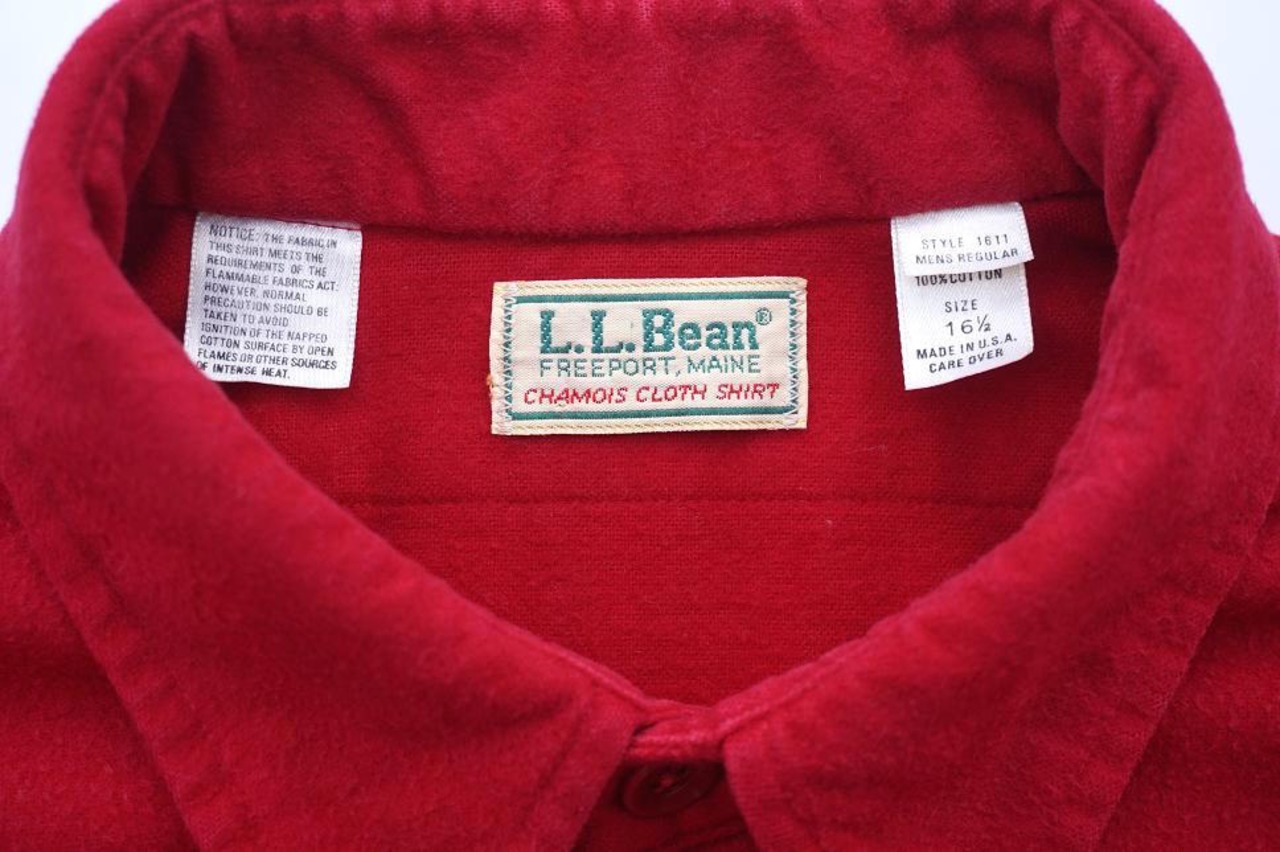 NOTICE: THE FABRIC IN
THIS SHIRT MEETS THE
REQUIREMENTS OF THE
FLAMMABLE FABRICS ACT;
HOWEVER, NORMAL
PRECAUTION SHOULD BE
TAKEN TO AVOID
IGNITION OF THE NAPPED
COTTON SURFACE BY OPEN
FLAMES OR OTHER SOURCES
OF INTENSE HEAT.
L.L.Bean®
FREEPORT, MAINE
CHAMOIS CLOTH SHIRT
STYLE 1611
MENS REGULAR
100% COTTON
SIZE
16½
MADE IN U.S.A.
CARE OVER